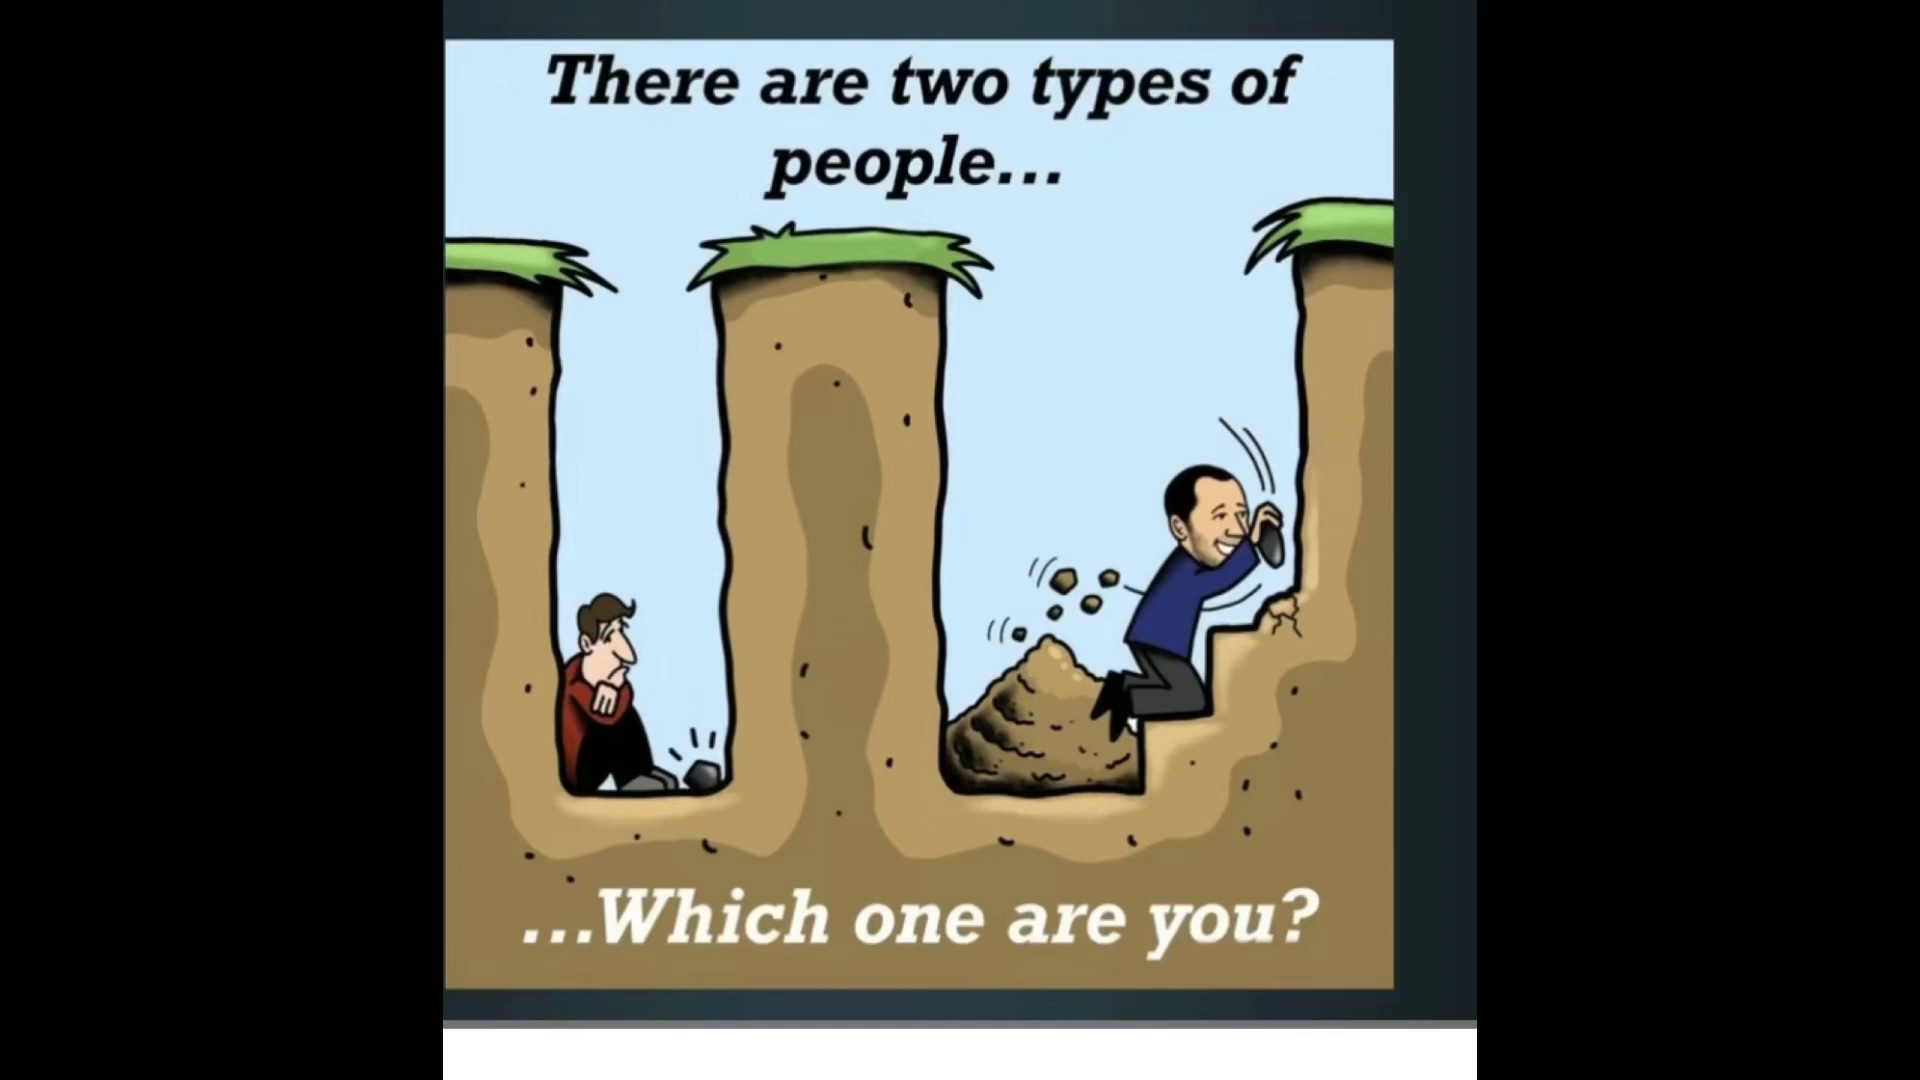 There are two types of
people...
...Which one are you?